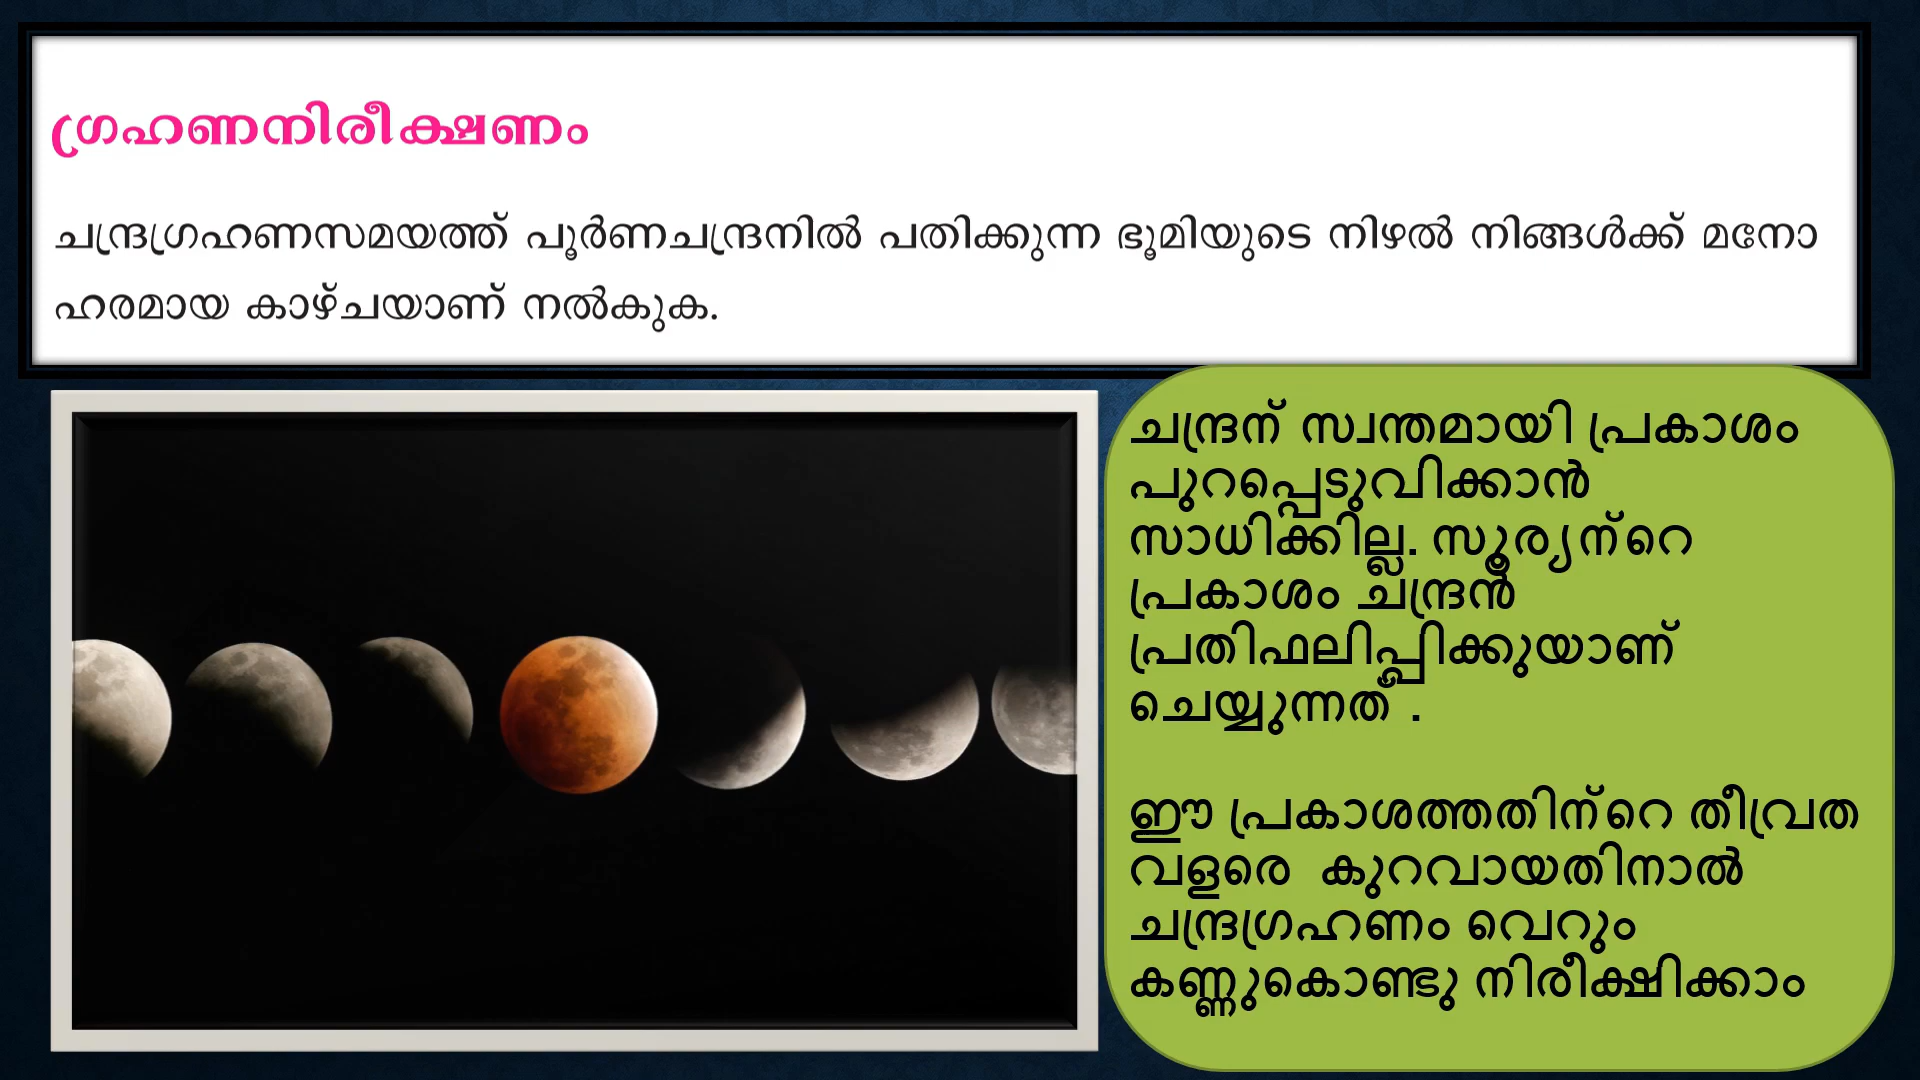 ഗ്രഹണനിരീക്ഷണം
ചന്ദ്രഗ്രഹണസമയത്ത് പൂർണചന്ദ്രനിൽ പതിക്കുന്ന ഭൂമിയുടെ നിഴൽ നിങ്ങൾക്ക് മനോ
ഹരമായ കാഴ്ചയാണ് നൽകുക.
ചന്ദ്രന് സ്വന്തമായി പ്രകാശം
പുറപ്പെടുവിക്കാൻ
സാധിക്കില്ല. സൂര്യന്റെ
പ്രകാശം ചന്ദ്രൻ
പ്രതിഫലിപ്പിക്കുയാണ്
ചെയ്യുന്നത് .
ഈ പ്രകാശത്തതിന്റെ തീവ്രത
വളരെ കുറവായതിനാൽ
ചന്ദ്രഗ്രഹണം വെറും
കണ്ണുകൊണ്ടു നിരീക്ഷിക്കാം